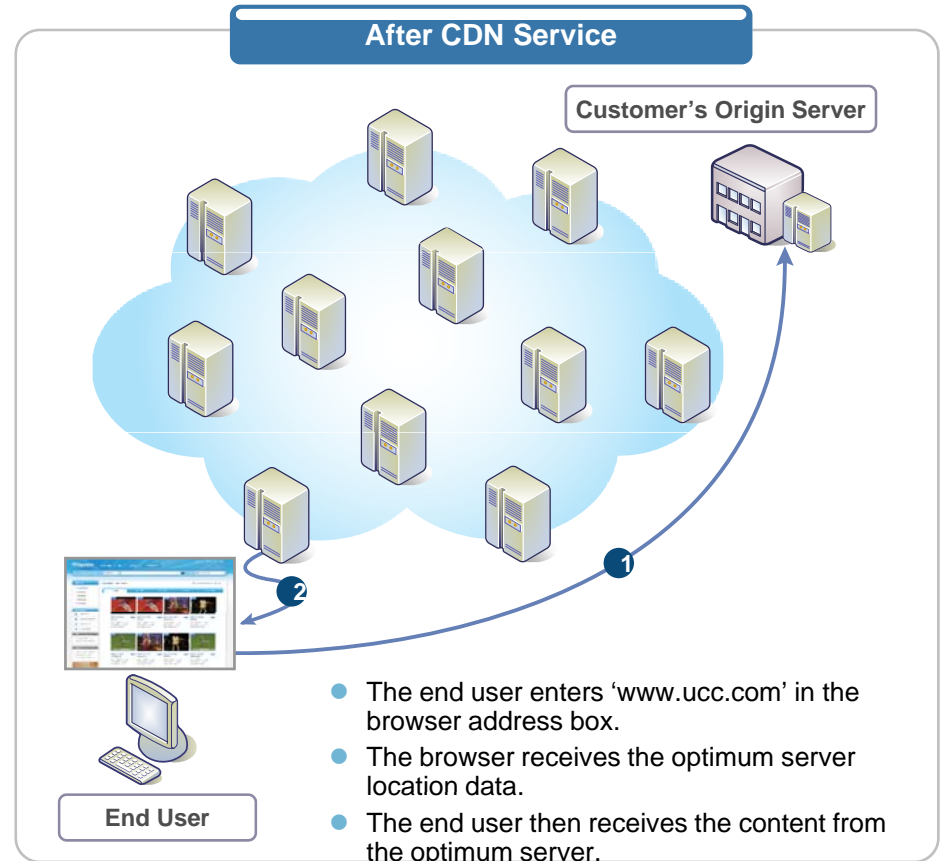 After CDN Service
Customer's Origin Server
1
2
● The end user enters ‘www.ucc.com’ in the
browser address box.
● The browser receives the optimum server
location data.
● The end user then receives the content from
the optimum server.
End User